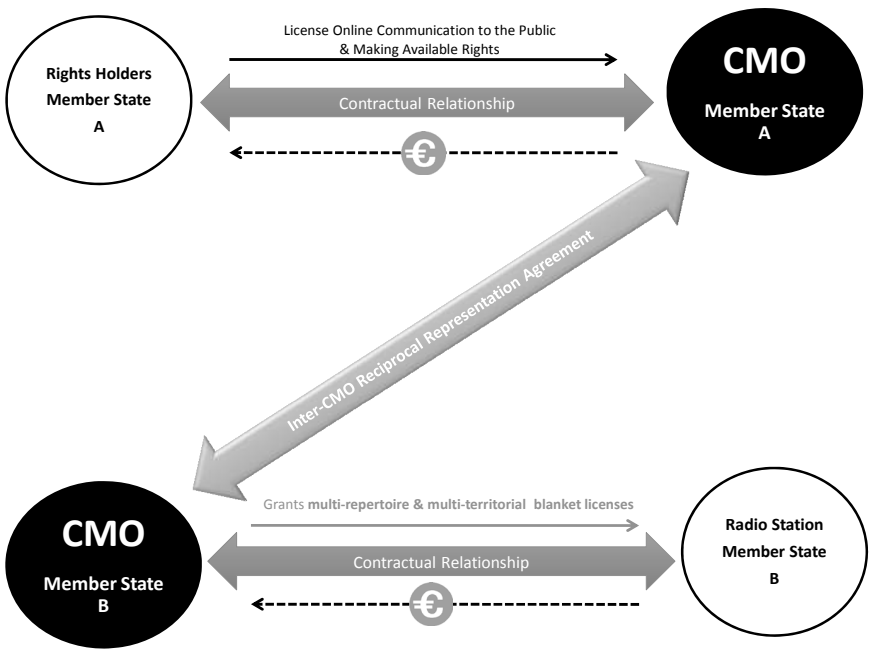 License Online Communication to the Public
& Making Available Rights
Rights Holders
Member State
A
Contractual Relationship
€
CMO
Member State
A
Inter-CMO Reciprocal Representation Agreement
CMO
Member State
B
Grants multi-repertoire & multi-territorial blanket licenses
Contractual Relationship
€
Radio Station
Member State
B